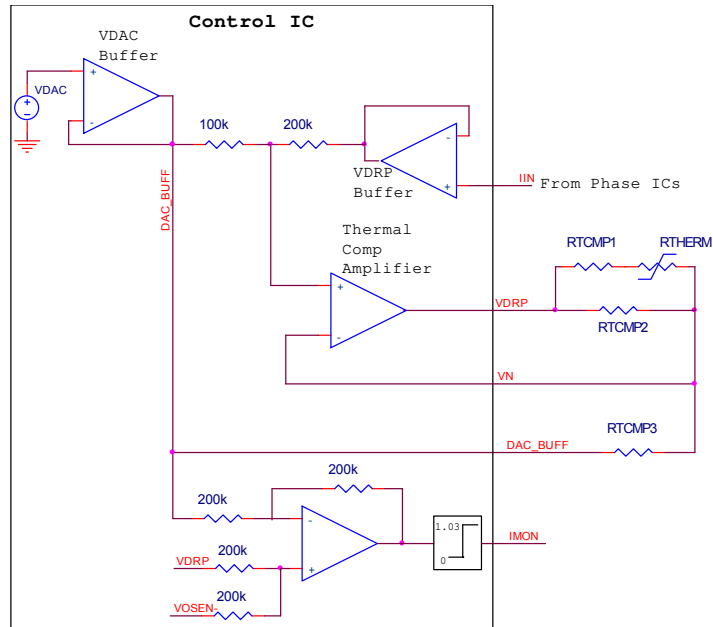 Control IC
VDAC
Buffer
+
-
+
-
VDAC
100k
200k
-
+
VDRP
Buffer
IIN
From Phase ICs
DAC_BUFF
Thermal
Comp
Amplifier
+
-
RTCMP1
RTHERM
VDRP
RTCMP2
VN
RTCMP3
DAC_BUFF
200k
200k
-
+
1.03
0
IMON
VDRP
200k
VOSEN-
200k